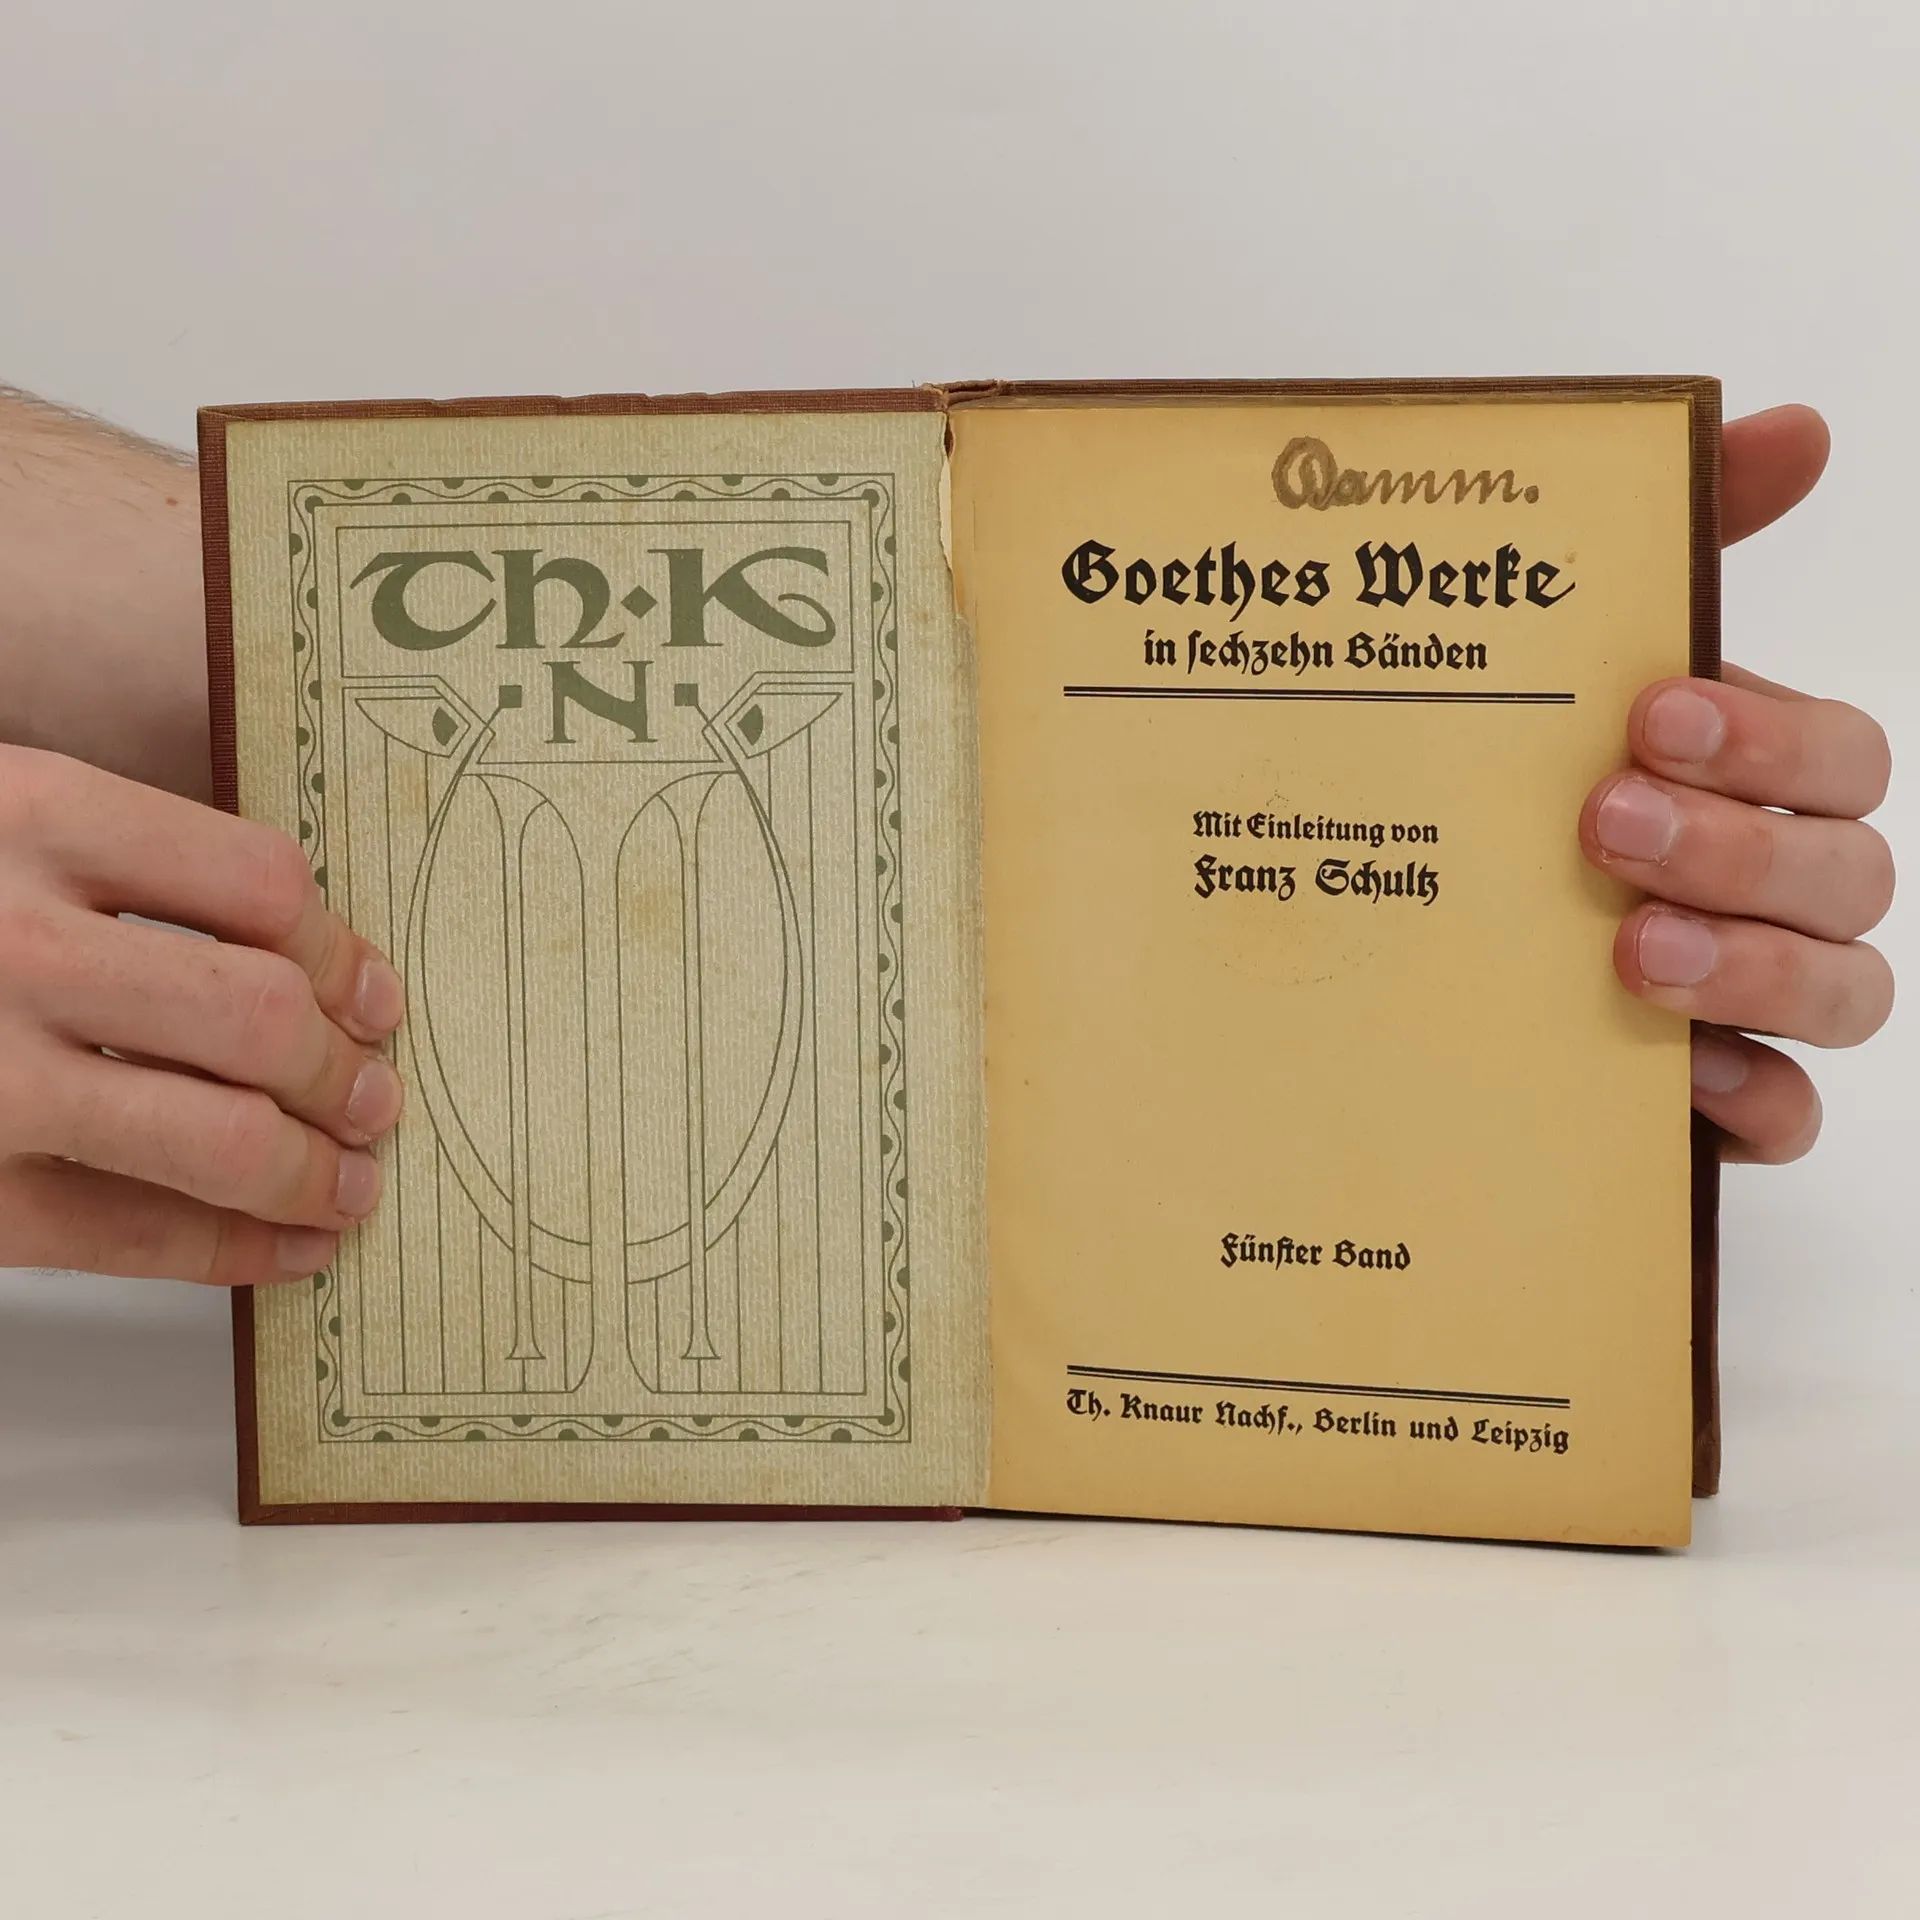 Th·K
·N·
Damm.
Goethes Werke
in sechzehn Bänden
Mit Einleitung von
Franz Schultz
Fünfter Band
Th. Knaur Nachf., Berlin und Leipzig